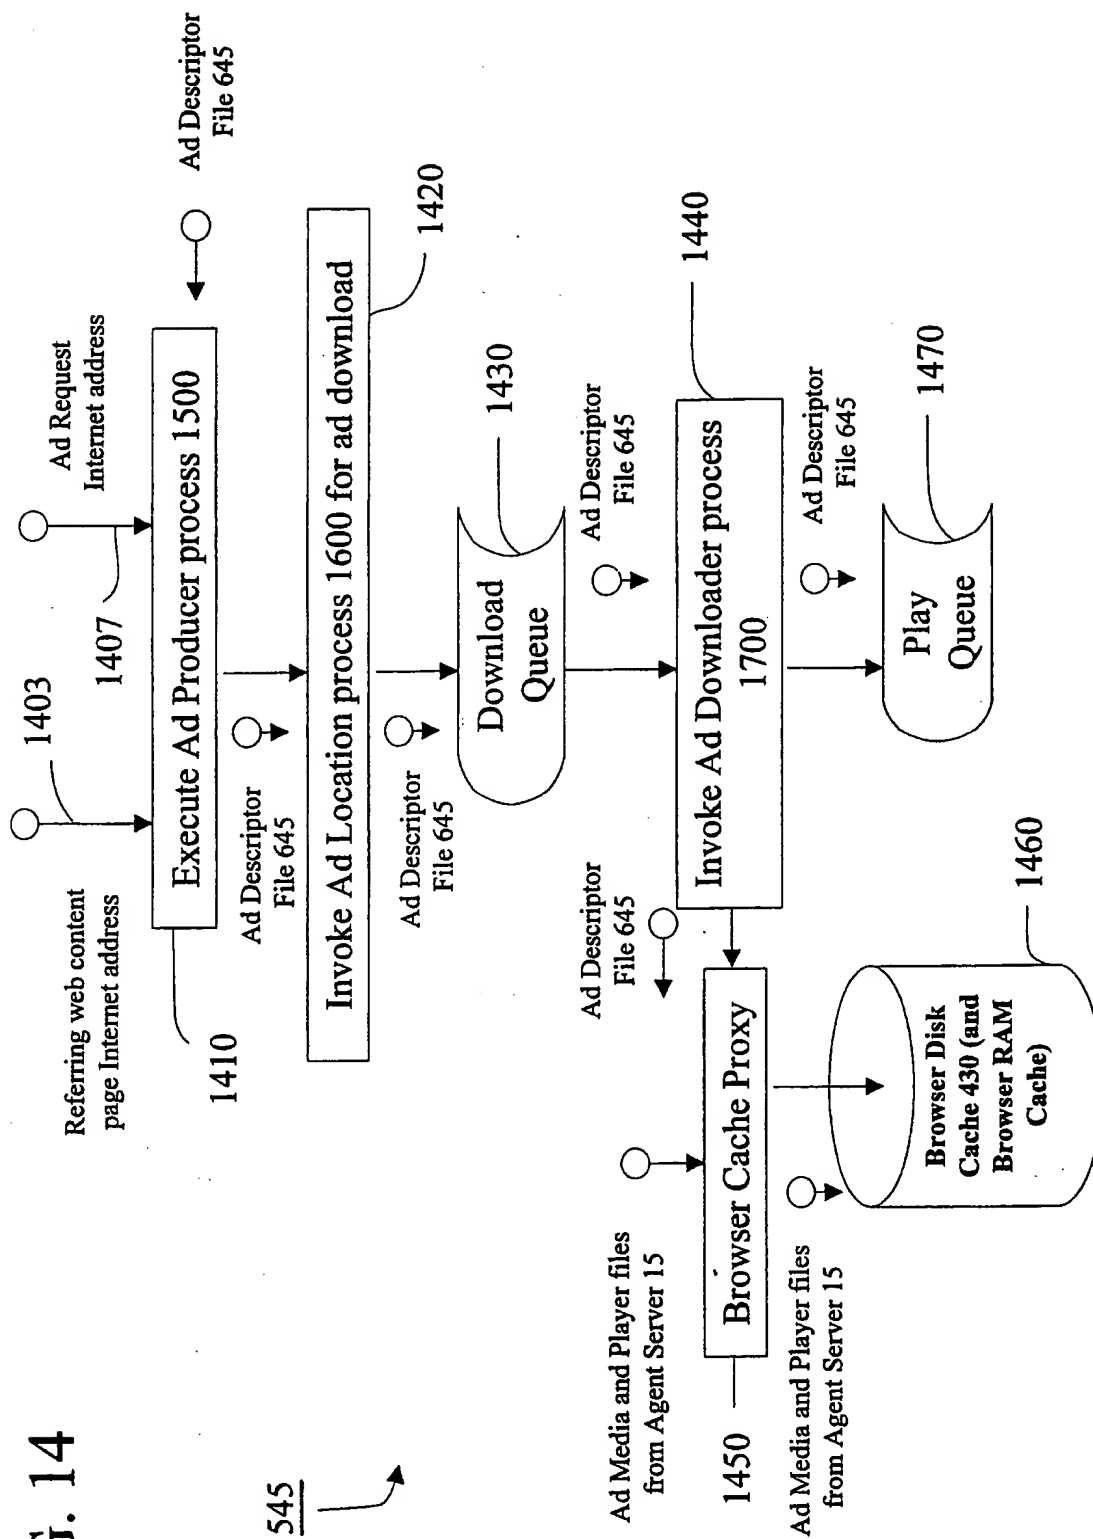 G. 14
545
1403
Ad Request
Internet address
Referring web content
page Internet address
1407
Ad Descriptor
File 645
1410
Execute Ad Producer process 1500
Ad Descriptor
File 645
Invoke Ad Location process 1600 for ad download
1420
Ad Descriptor
File 645
Download
Queue
1430
Ad Descriptor
File 645
Invoke Ad Downloader process
1700
1440
Ad Descriptor
File 645
Ad Descriptor
File 645
Play
Queue
1470
Ad Media and Player files
from Agent Server 15
Browser Cache Proxy
1450
Ad Media and Player files
from Agent Server 15
Browser Disk
Cache 430 (and
Browser RAM
Cache)
1460